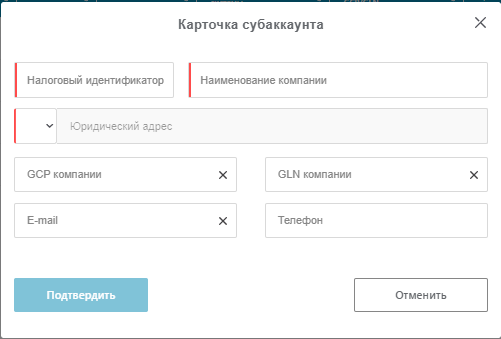 Карточка субаккаунта
Налоговый идентификатор Наименование компании
Юридический адрес
GCP компании GLN компании
E-mail Телефон
Подтвердить Отменить